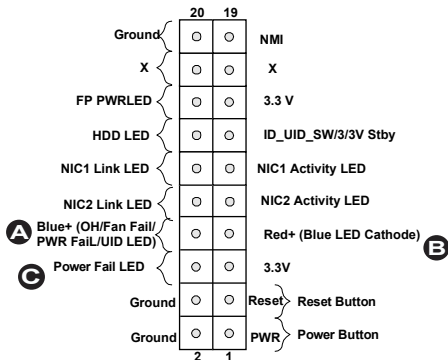 20 19
Ground NMI
X X
FP PWRLED 3.3 V
HDD LED ID_UID_SW/3/3V Stby
NIC1 Link LED NIC1 Activity LED
NIC2 Link LED NIC2 Activity LED
A Blue+ (OH/Fan Fail/
PWR FaiL/UID LED) Red+ (Blue LED Cathode) B
C Power Fail LED 3.3V
Ground Reset Reset Button
Ground PWR Power Button
2 1